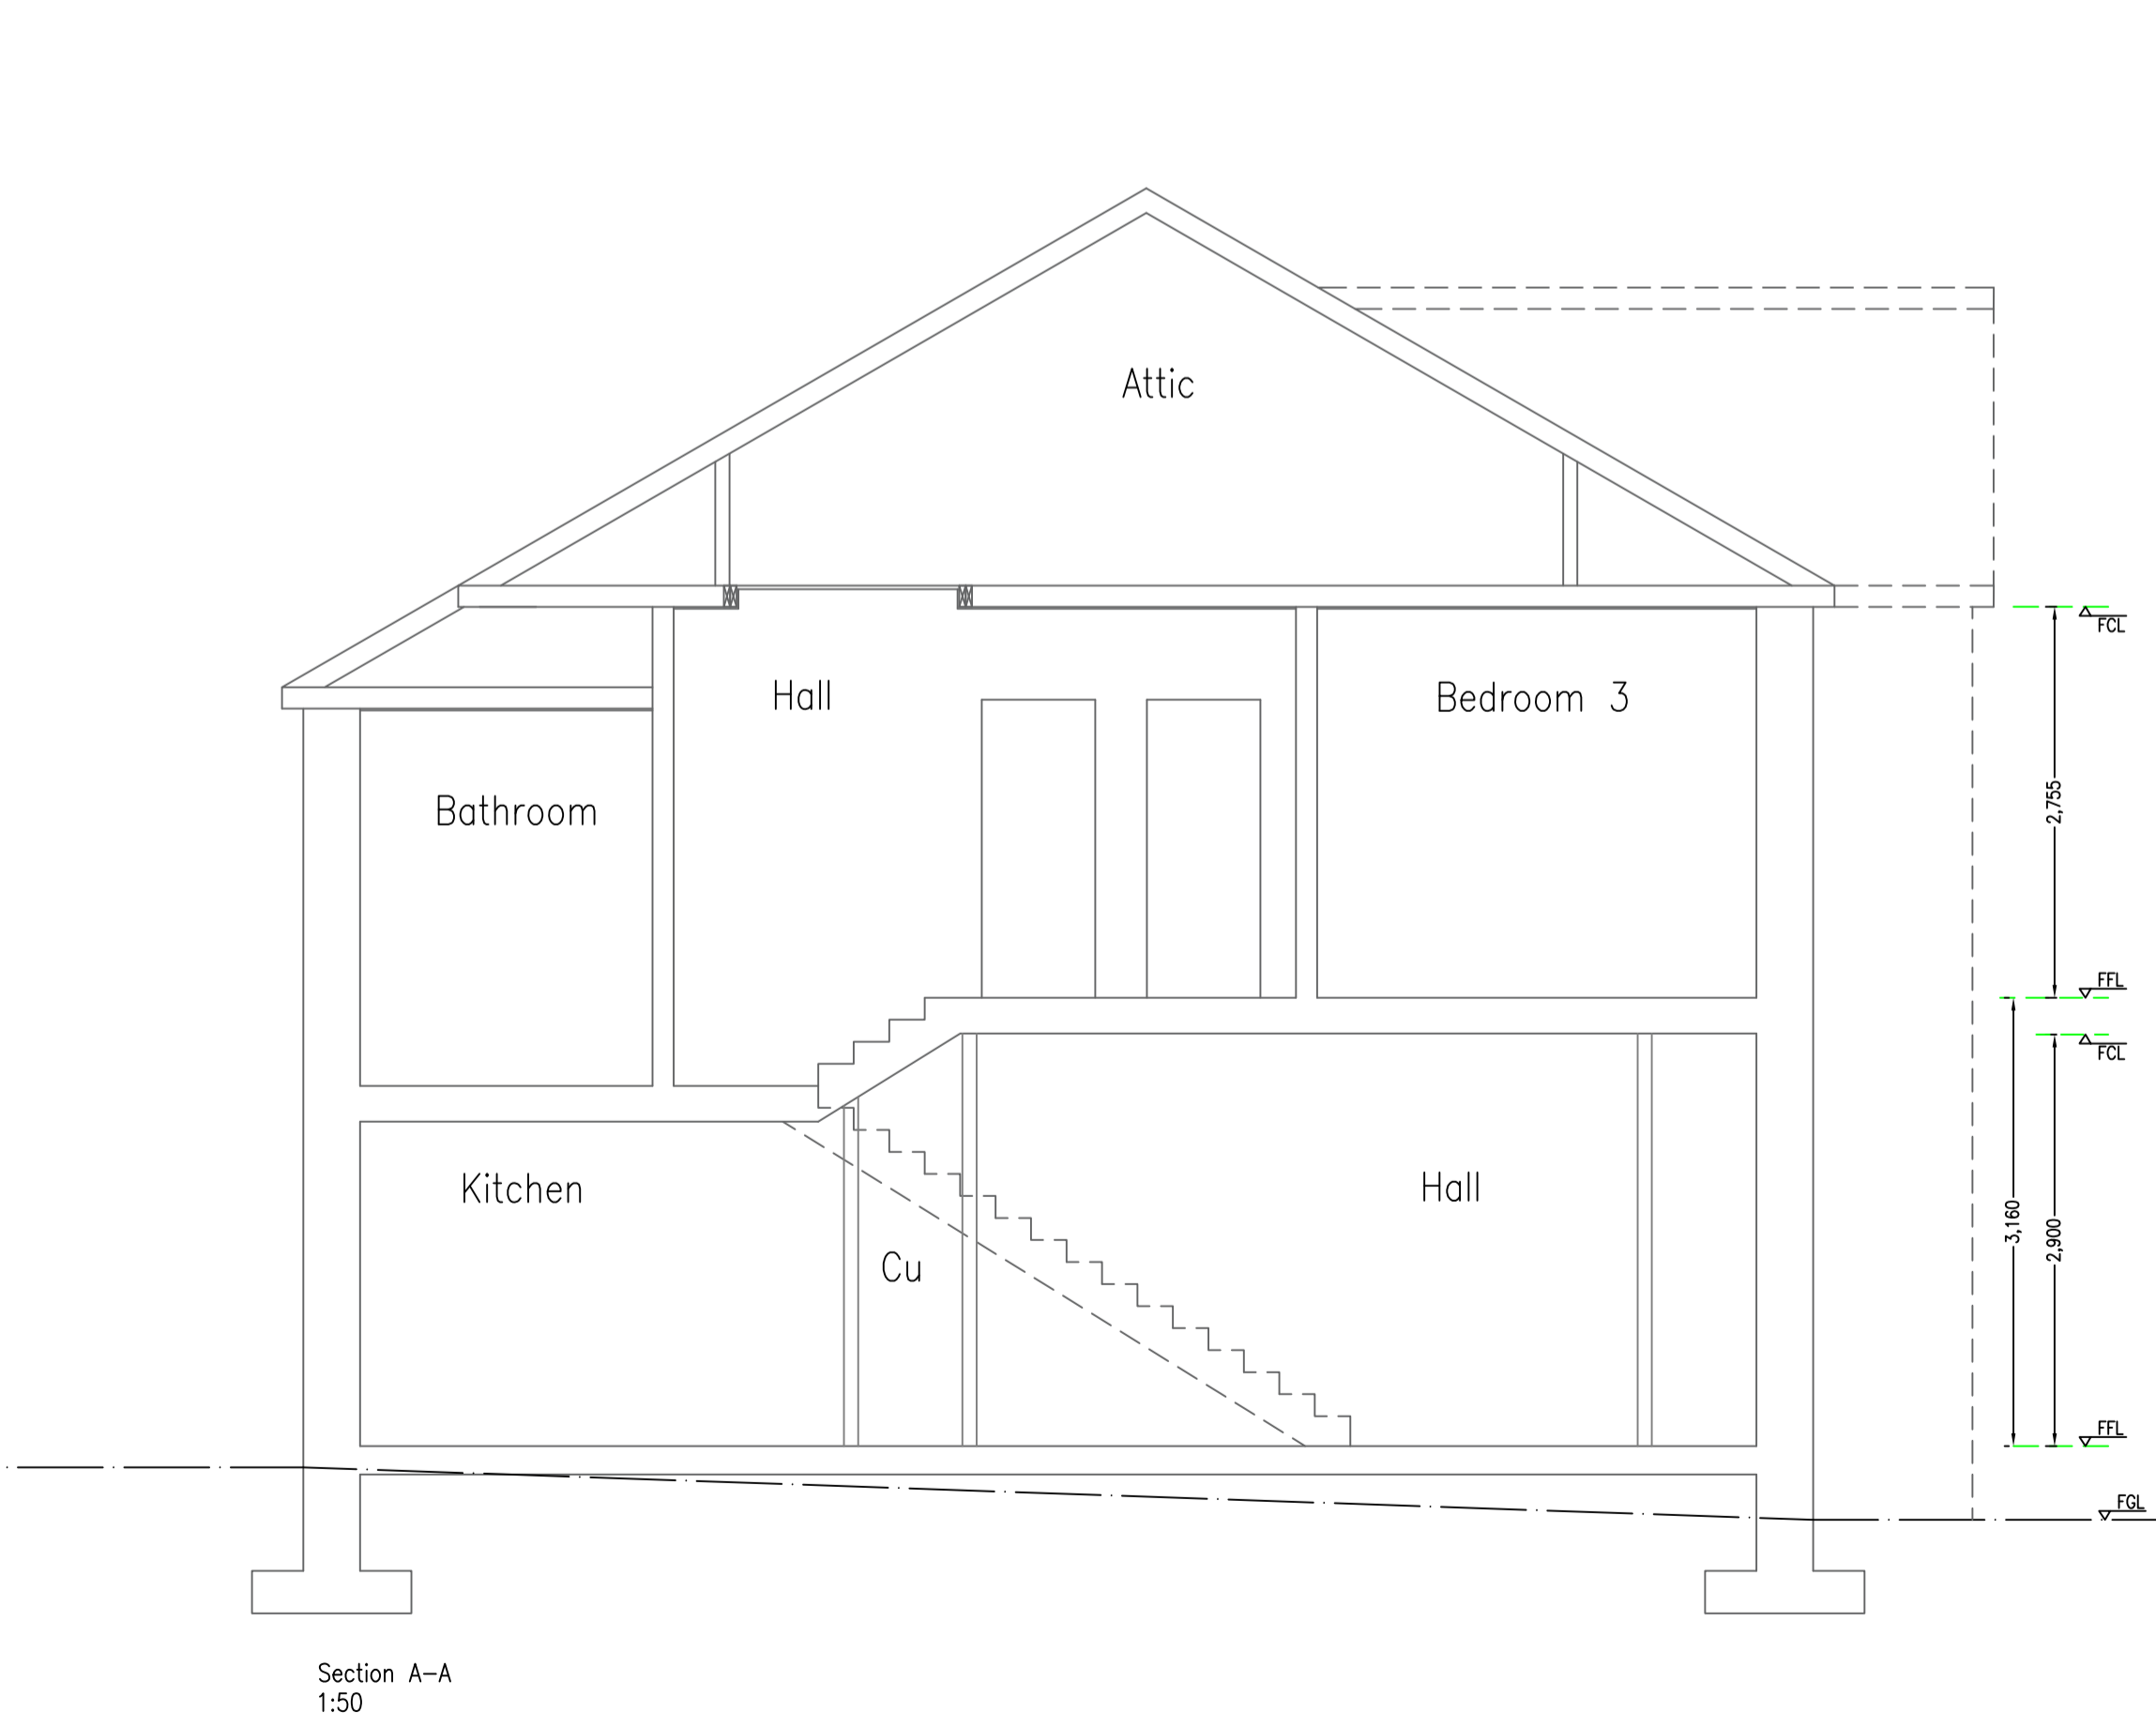 Attic
FCL
Hall
Bedroom 3
Bathroom
2,755
FFL
FCL
Kitchen
Hall
Cu
3,160
2,900
FFL
FGL
Section A-A
1:50